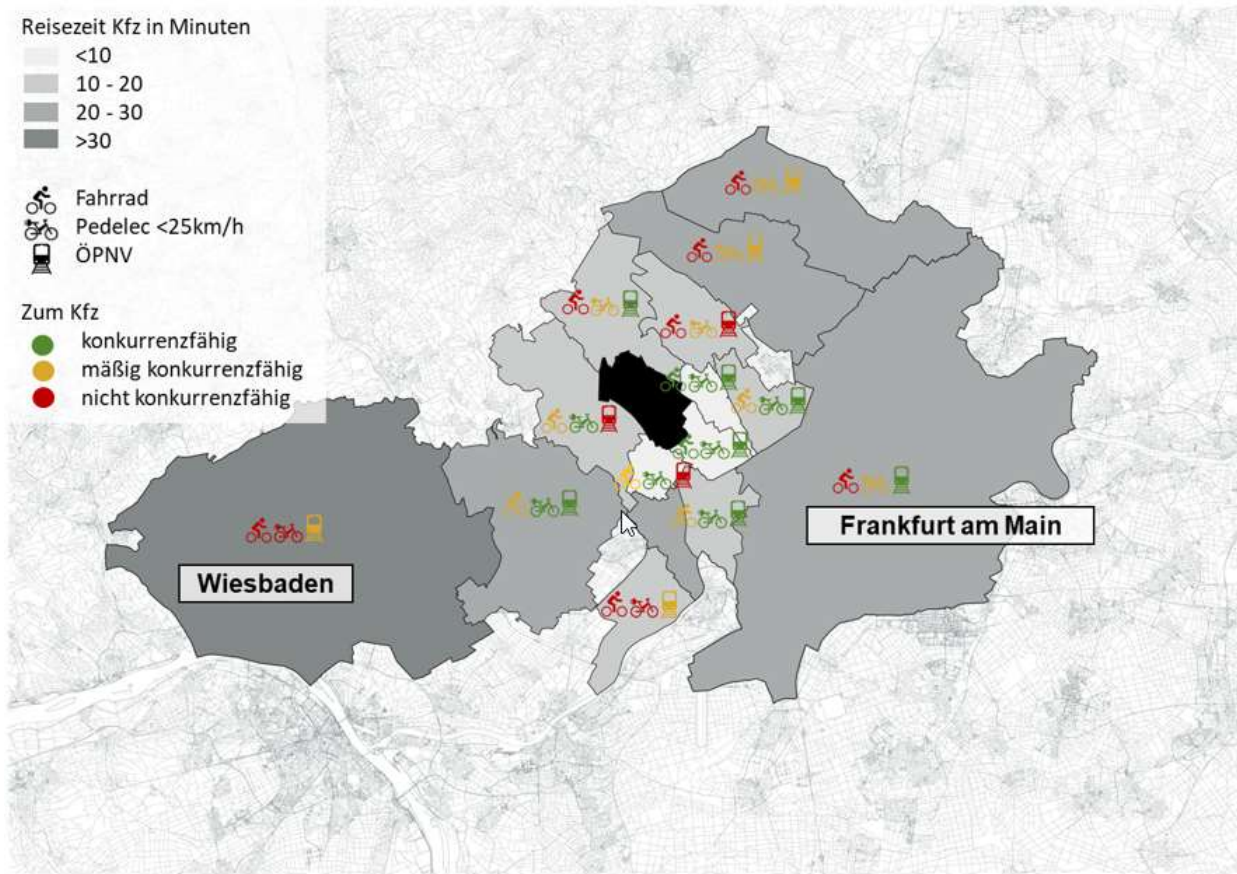 Reisezeit Kfz in Minuten
<10
10 - 20
20 - 30
>30
Fahrrad
Pedelec <25km/h
ÖPNV
Zum Kfz
konkurrenzfähig
mäßig konkurrenzfähig
nicht konkurrenzfähig
Frankfurt am Main
Wiesbaden